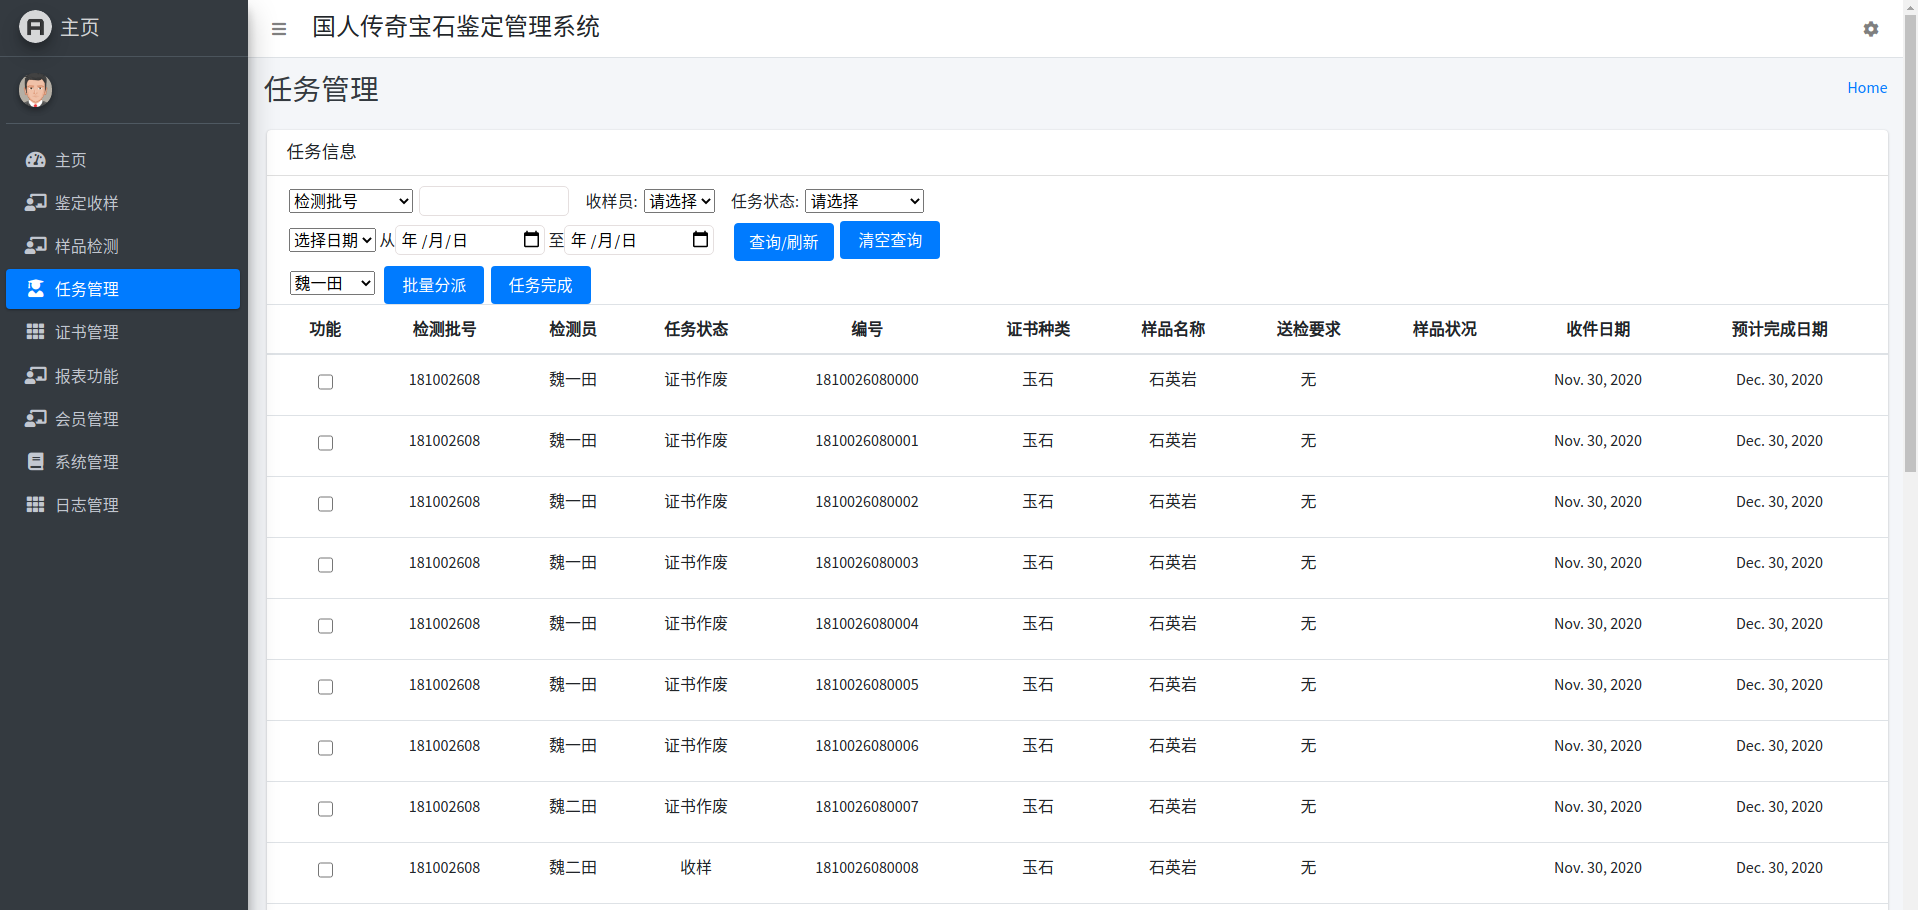 主页
国人传奇宝石鉴定管理系统
任务管理
Home
主页
鉴定收样
样品检测
任务管理
证书管理
报表功能
会员管理
系统管理
日志管理
任务信息
检测批号 收样员: 请选择 任务状态: 请选择
选择日期 从 年 /月/日 至 年 /月/日 查询/刷新 清空查询
魏一田 批量分派 任务完成
功能 检测批号 检测员 任务状态 编号 证书种类 样品名称 送检要求 样品状况 收件日期 预计完成日期
181002608 魏一田 证书作废 1810026080000 玉石 石英岩 无 Nov. 30, 2020 Dec. 30, 2020
181002608 魏一田 证书作废 1810026080001 玉石 石英岩 无 Nov. 30, 2020 Dec. 30, 2020
181002608 魏一田 证书作废 1810026080002 玉石 石英岩 无 Nov. 30, 2020 Dec. 30, 2020
181002608 魏一田 证书作废 1810026080003 玉石 石英岩 无 Nov. 30, 2020 Dec. 30, 2020
181002608 魏一田 证书作废 1810026080004 玉石 石英岩 无 Nov. 30, 2020 Dec. 30, 2020
181002608 魏一田 证书作废 1810026080005 玉石 石英岩 无 Nov. 30, 2020 Dec. 30, 2020
181002608 魏一田 证书作废 1810026080006 玉石 石英岩 无 Nov. 30, 2020 Dec. 30, 2020
181002608 魏二田 证书作废 1810026080007 玉石 石英岩 无 Nov. 30, 2020 Dec. 30, 2020
181002608 魏二田 收样 1810026080008 玉石 石英岩 无 Nov. 30, 2020 Dec. 30, 2020